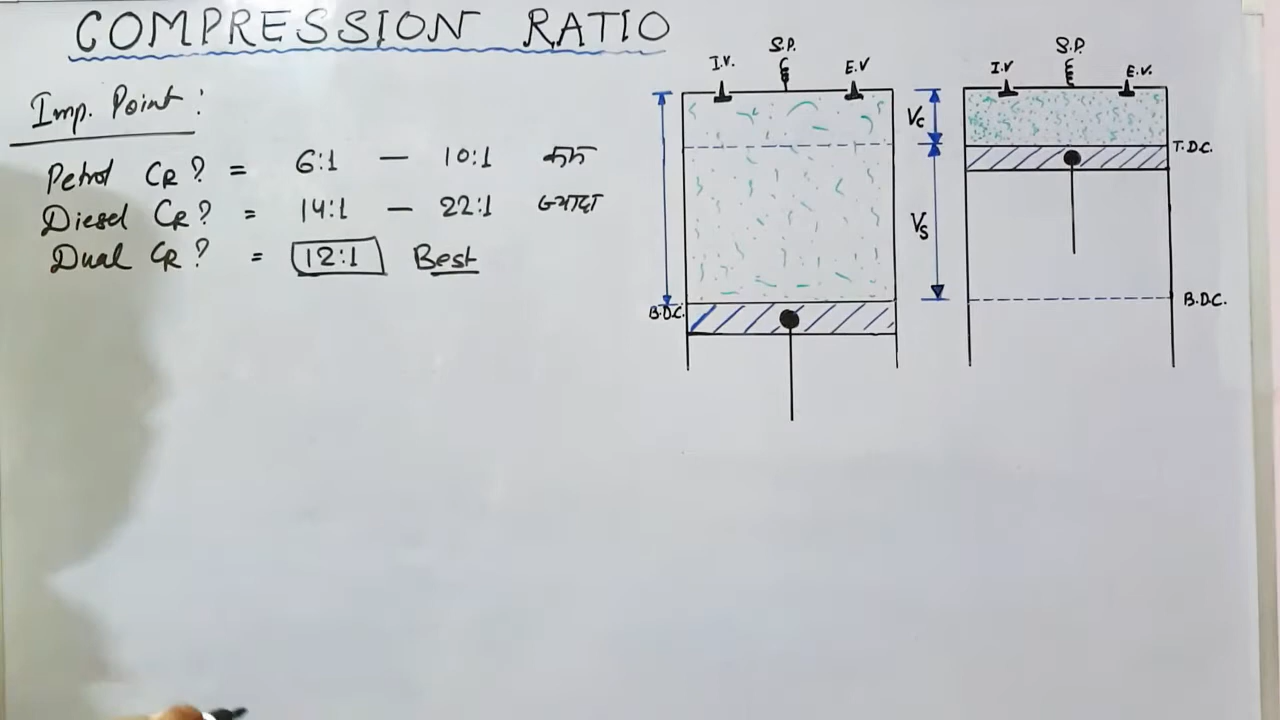 COMPRESSION RATIO
Imp. Point :
Petrol CR ? = 6:1 — 10:1 कम
Diesel CR ? = 14:1 — 22:1 ज्यादा
Dual CR ? = 12:1 Best
I.V. S.P. E.V
B.D.C.
Vc
Vs
I.V S.P. E.V.
T.D.C.
B.D.C.